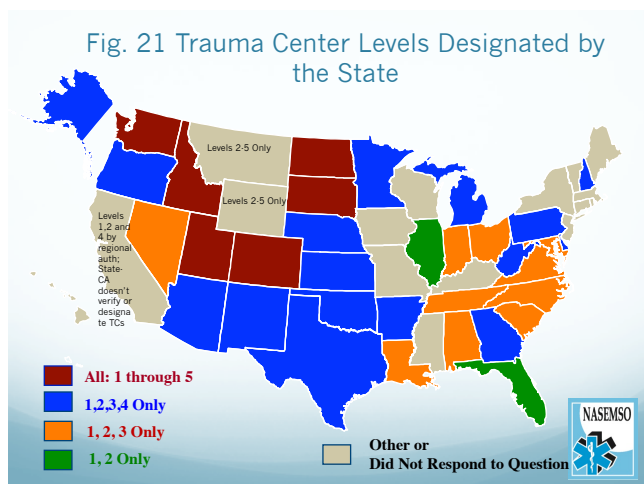 Fig. 21 Trauma Center Levels Designated by
the State
Levels 2-5 Only
Levels 2-5 Only
Levels
1,2 and
4 by
regional
auth;
State-
CA
doesn't
verify or
designa
te TCs
All: 1 through 5
1,2,3,4 Only
1, 2, 3 Only
1, 2 Only
Other or
Did Not Respond to Question
NASEMSO